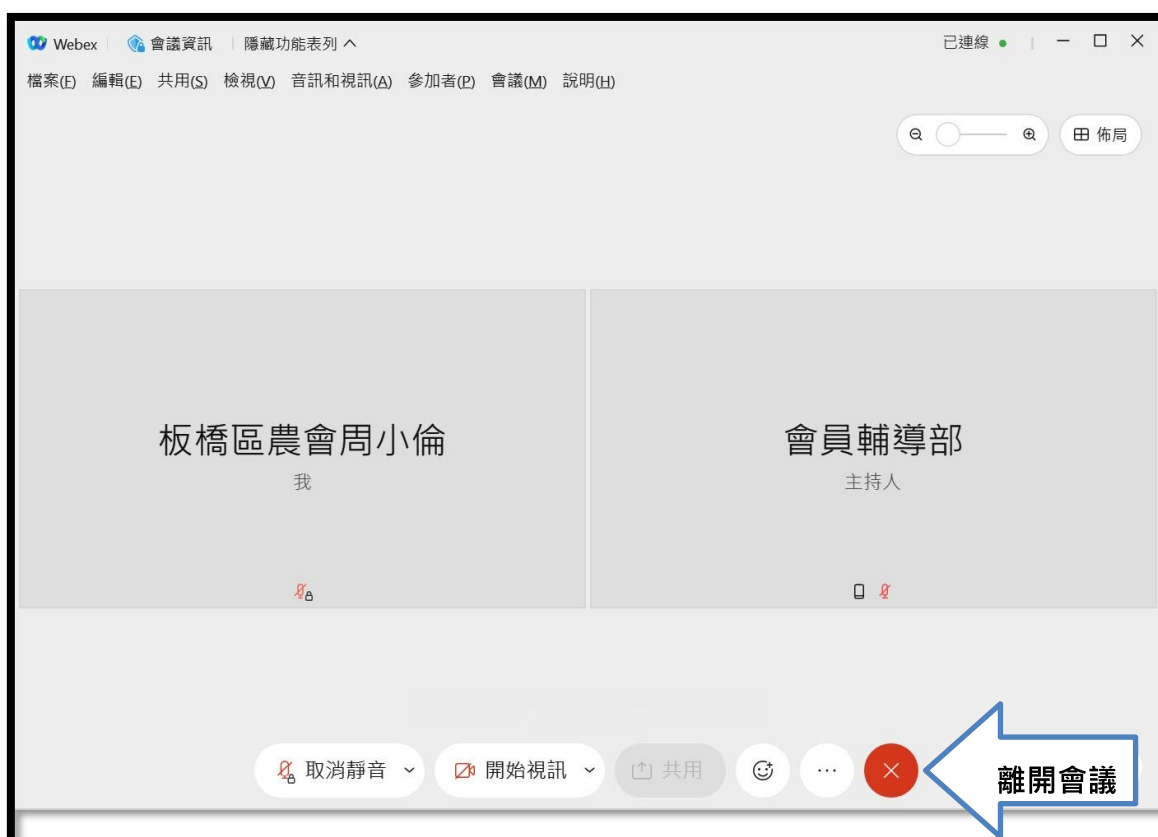 Webex 會議資訊 隱藏功能表列 已連線
檔案(F) 編輯(E) 共用(S) 檢視(V) 音訊和視訊(A) 參加者(P) 會議(M) 說明(H)
佈局
板橋區農會周小倫
我
會員輔導部
主持人
取消靜音 開始視訊 共用
離開會議